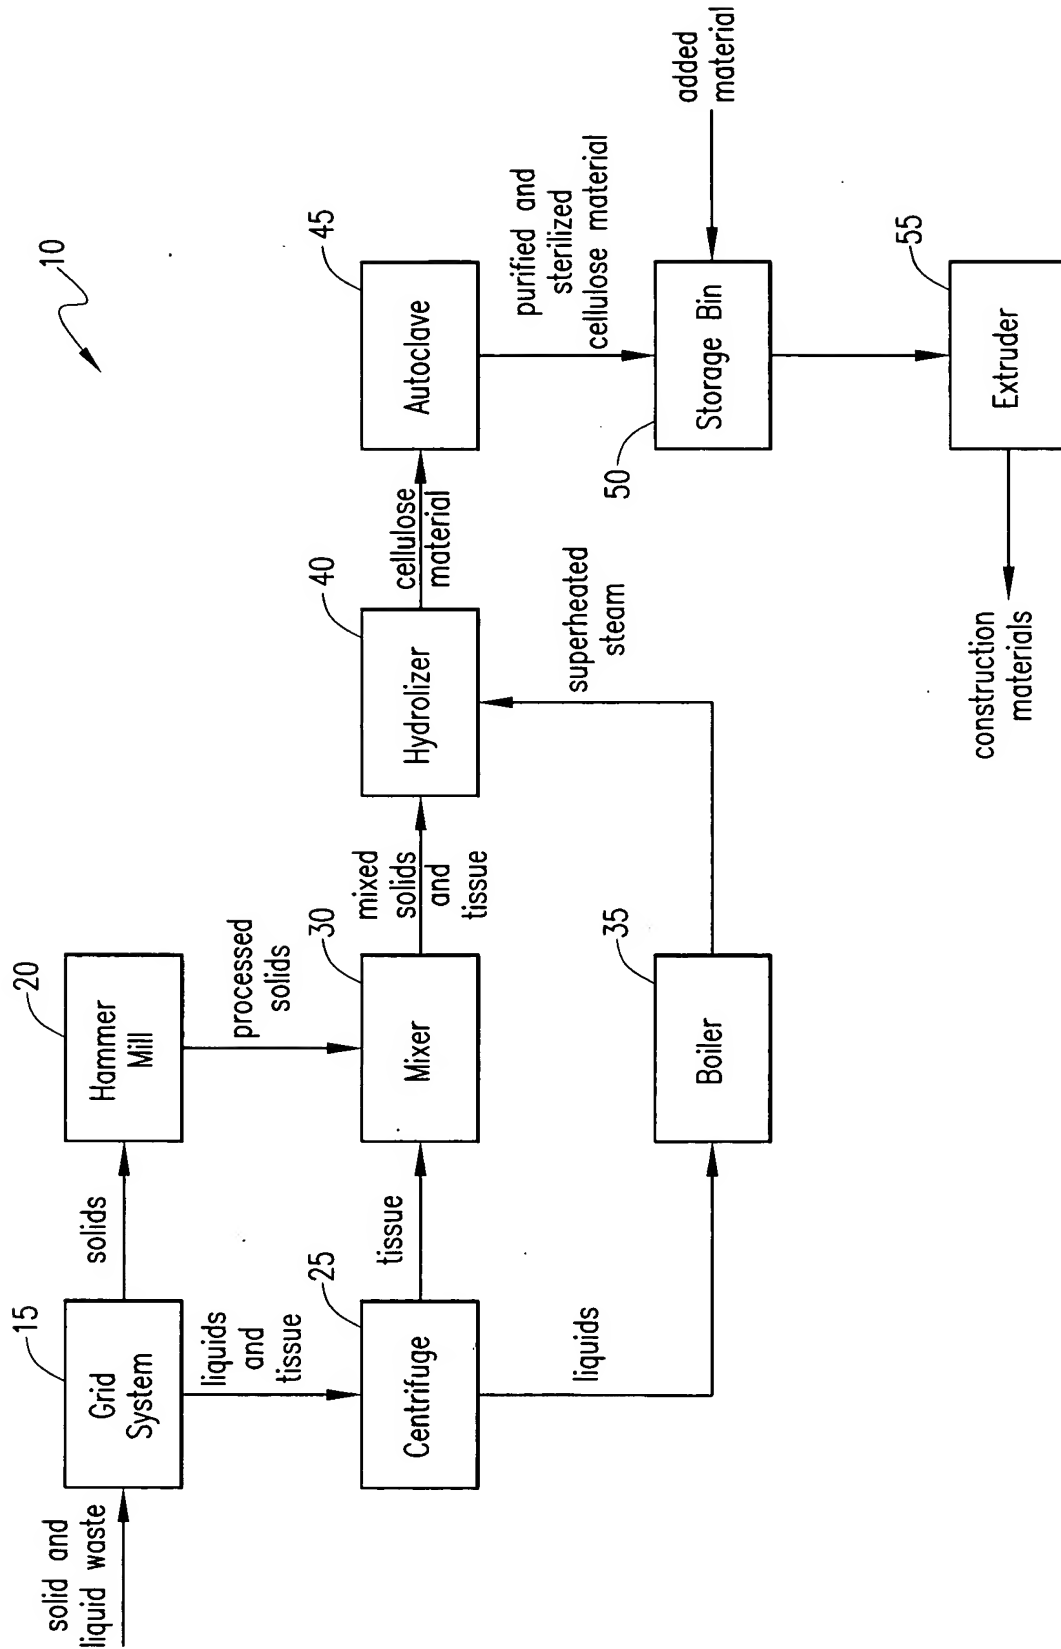 10
solid and
liquid waste
15
Grid
System
solids
20
Hammer
Mill
liquids
and
tissue
processed
solids
25
Centrifuge
tissue
30
Mixer
mixed
solids
and
tissue
40
Hydrolizer
cellulose
material
45
Autoclave
liquids
35
Boiler
superheated
steam
purified and
sterilized
cellulose material
50
Storage Bin
added
material
55
Extruder
construction
materials